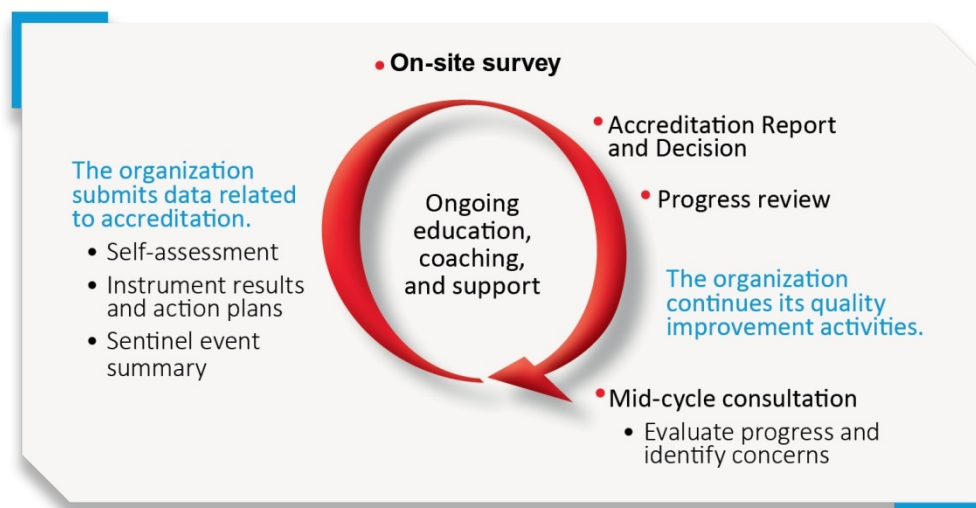 • On-site survey
• Accreditation Report
and Decision
• Progress review
The organization
submits data related
to accreditation.
• Self-assessment
• Instrument results
and action plans
• Sentinel event
summary
Ongoing
education,
coaching,
and support
The organization
continues its quality
improvement activities.
• Mid-cycle consultation
• Evaluate progress and
identify concerns